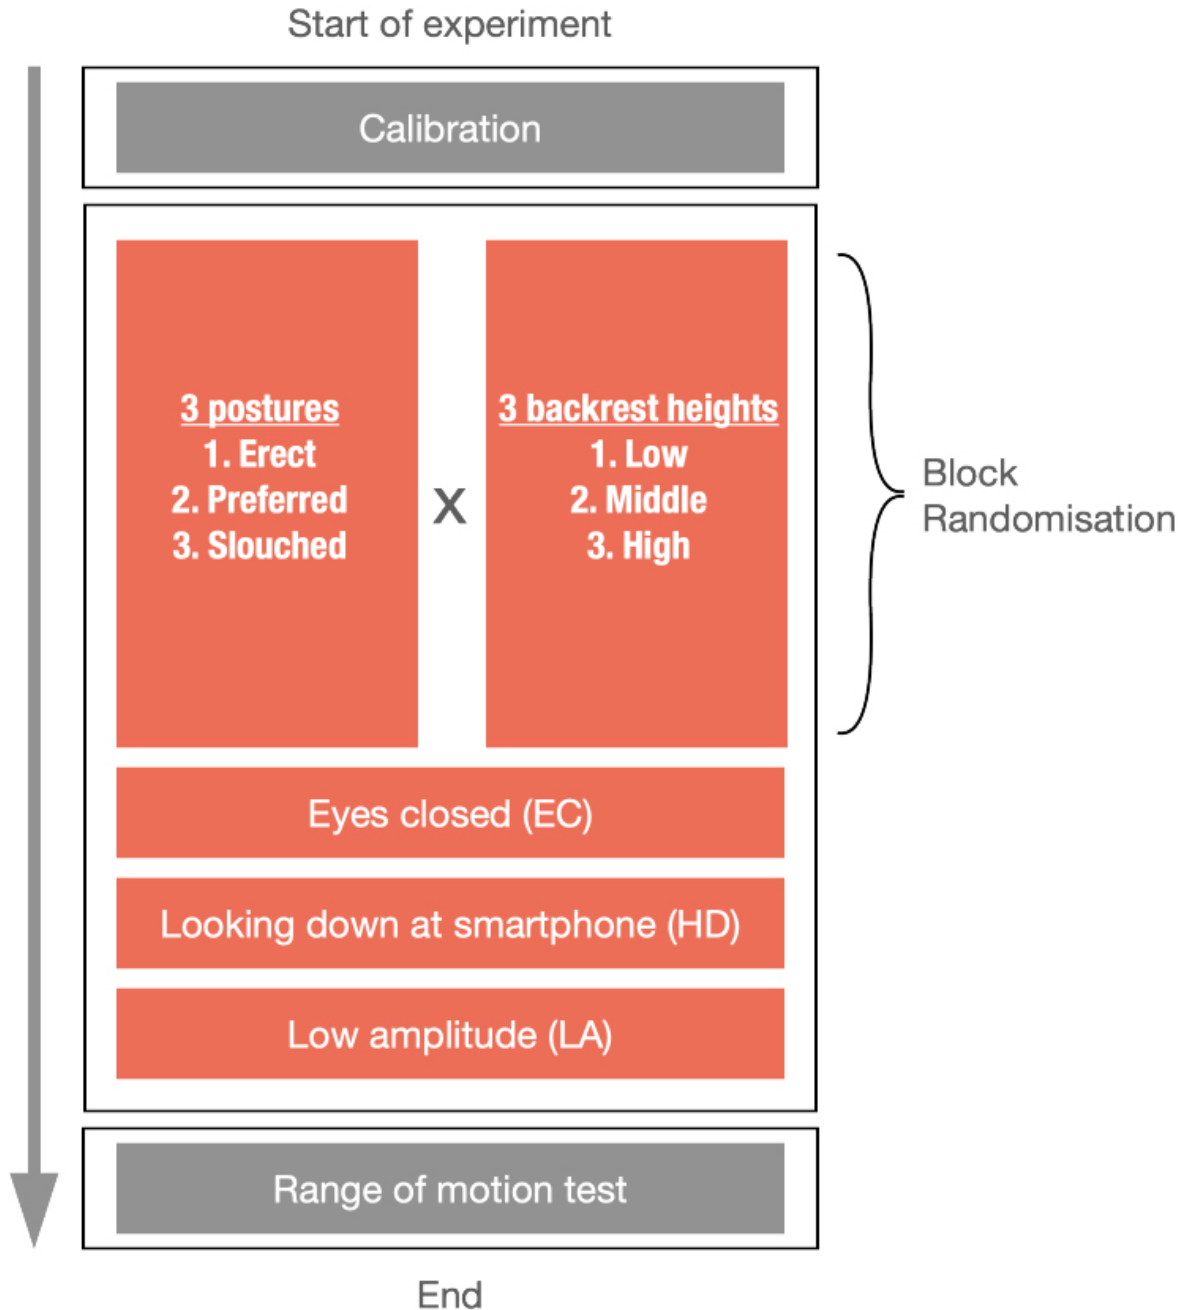 Start of experiment
Calibration
3 postures
1. Erect
2. Preferred
3. Slouched
X
3 backrest heights
1. Low
2. Middle
3. High
Block
Randomisation
Eyes closed (EC)
Looking down at smartphone (HD)
Low amplitude (LA)
Range of motion test
End